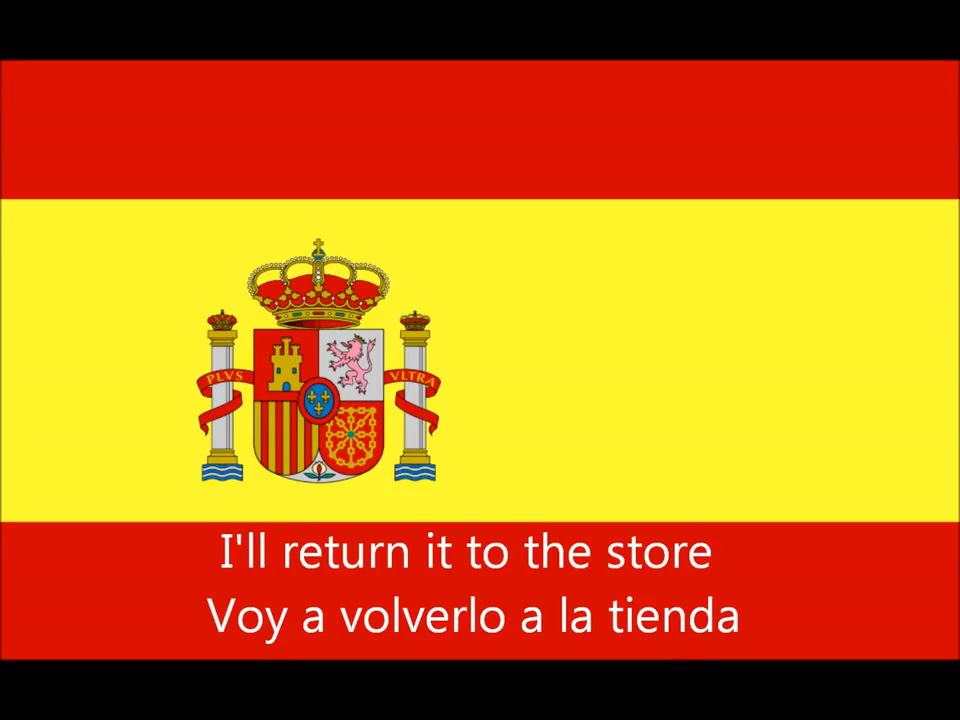 PLVS VLTRA
I'll return it to the store
Voy a volverlo a la tienda